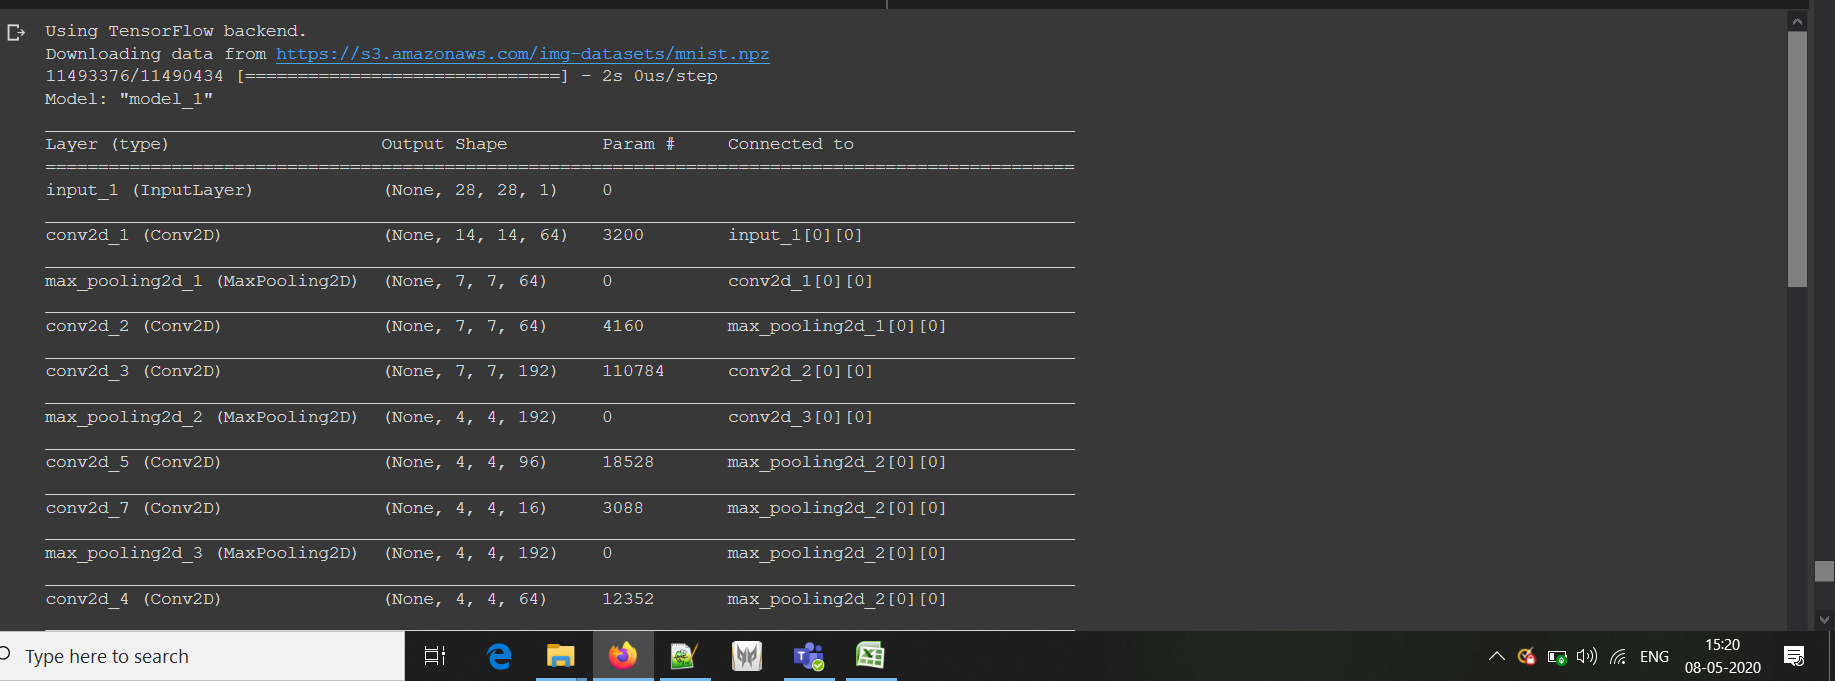 Using TensorFlow backend.
Downloading data from https://s3.amazonaws.com/img-datasets/mnist.npz
11493376/11490434 [==============================] - 2s 0us/step
Model: "model_1"
Layer (type) Output Shape Param # Connected to
==================================================================================================
input_1 (InputLayer) (None, 28, 28, 1) 0
conv2d_1 (Conv2D) (None, 14, 14, 64) 3200 input_1[0][0]
max_pooling2d_1 (MaxPooling2D) (None, 7, 7, 64) 0 conv2d_1[0][0]
conv2d_2 (Conv2D) (None, 7, 7, 64) 4160 max_pooling2d_1[0][0]
conv2d_3 (Conv2D) (None, 7, 7, 192) 110784 conv2d_2[0][0]
max_pooling2d_2 (MaxPooling2D) (None, 4, 4, 192) 0 conv2d_3[0][0]
conv2d_5 (Conv2D) (None, 4, 4, 96) 18528 max_pooling2d_2[0][0]
conv2d_7 (Conv2D) (None, 4, 4, 16) 3088 max_pooling2d_2[0][0]
max_pooling2d_3 (MaxPooling2D) (None, 4, 4, 192) 0 max_pooling2d_2[0][0]
conv2d_4 (Conv2D) (None, 4, 4, 64) 12352 max_pooling2d_2[0][0]
Type here to search
ENG
15:20
08-05-2020